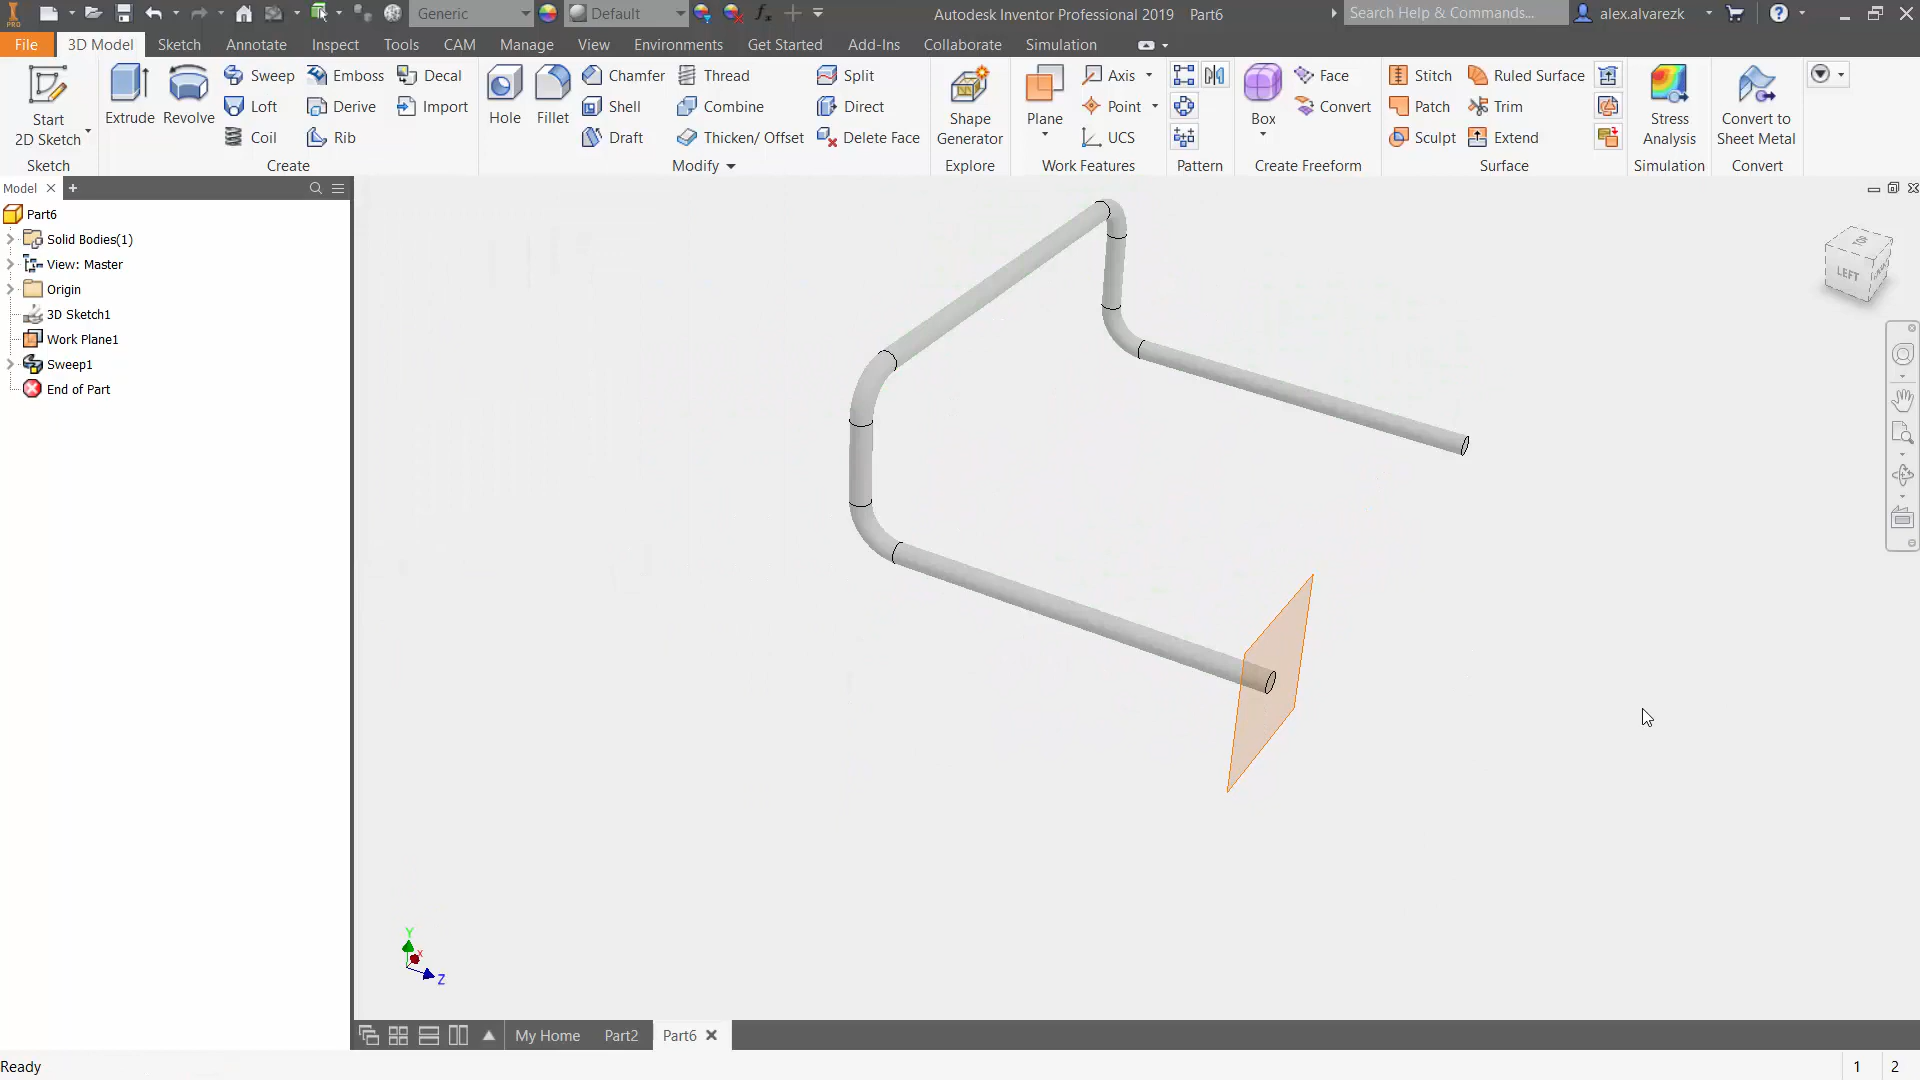 PRO
Generic
Default
Autodesk Inventor Professional 2019 Part6
Search Help & Commands...
alex.alvarezk
File
3D Model
Sketch
Annotate
Inspect
Tools
CAM
Manage
View
Environments
Get Started
Add-Ins
Collaborate
Simulation
Start
2D Sketch
Sketch
Extrude
Revolve
Sweep
Emboss
Decal
Loft
Derive
Import
Coil
Rib
Create
Hole
Fillet
Chamfer
Thread
Split
Shell
Combine
Direct
Draft
Thicken/ Offset
Delete Face
Modify
Shape
Generator
Explore
Plane
Axis
Point
UCS
Work Features
Pattern
Box
Face
Convert
Create Freeform
Stitch
Ruled Surface
Patch
Trim
Sculpt
Extend
Surface
Stress
Analysis
Simulation
Convert to
Sheet Metal
Convert
Model
Part6
Solid Bodies(1)
View: Master
Origin
3D Sketch1
Work Plane1
Sweep1
End of Part
TOP
LEFT
Y
X
Z
My Home
Part2
Part6
Ready
1
2